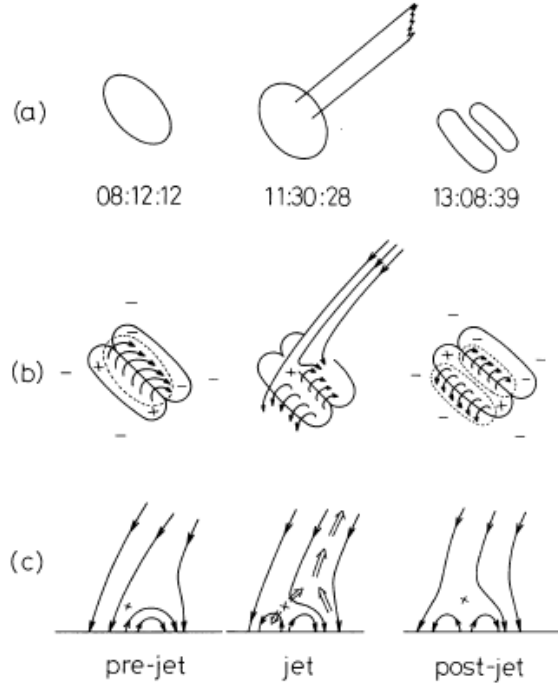 (a)
08:12:12 11:30:28 13:08:39
(b)
− − − − − −
+ +
+
− − − − − −
+ +
(c)
× × ×
pre-jet jet post-jet